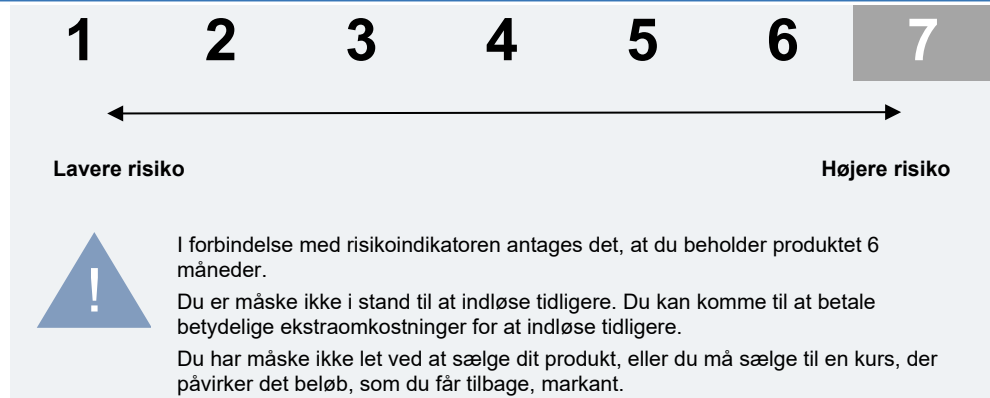 1 2 3 4 5 6 7
Lavere risiko Højere risiko
!
I forbindelse med risikoindikatoren antages det, at du beholder produktet 6
måneder.
Du er måske ikke i stand til at indløse tidligere. Du kan komme til at betale
betydelige ekstraomkostninger for at indløse tidligere.
Du har måske ikke let ved at sælge dit produkt, eller du må sælge til en kurs, der
påvirker det beløb, som du får tilbage, markant.